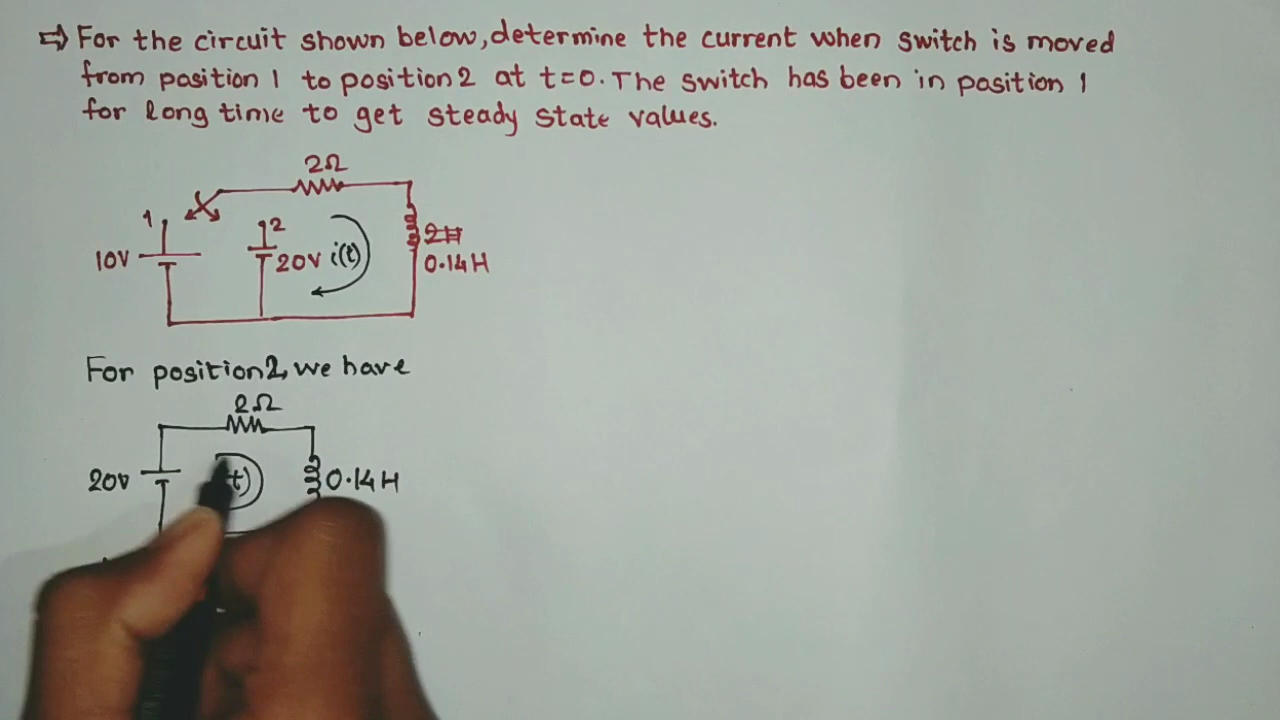 ⇒ For the circuit shown below, determine the current when switch is moved
from position 1 to position 2 at t=0. The switch has been in position 1
for long time to get steady state values.
2Ω
1
2
10V
20V i(t)
0.14H
For position 2, we have
2Ω
20v
t)
0.14H